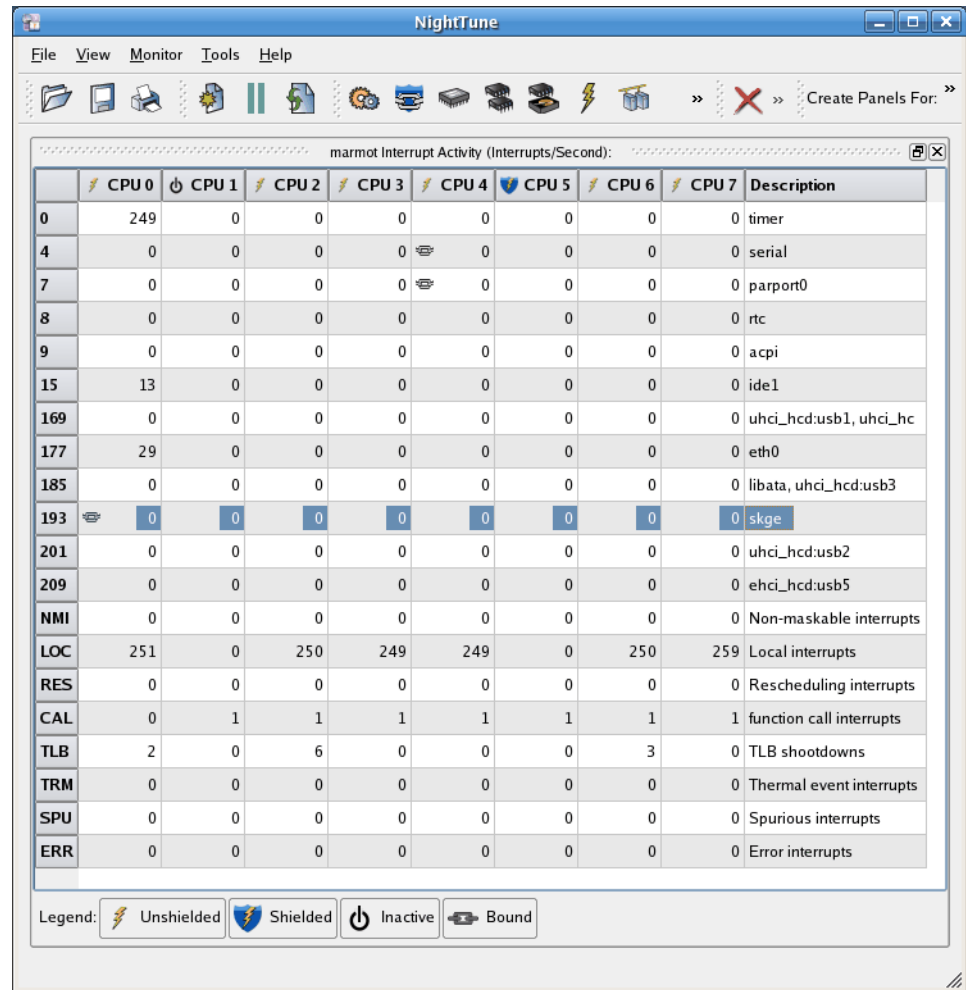 NightTune
File View Monitor Tools Help
» » Create Panels For: »
marmot Interrupt Activity (Interrupts/Second):
CPU 0 CPU 1 CPU 2 CPU 3 CPU 4 CPU 5 CPU 6 CPU 7 Description
0 249 0 0 0 0 0 0 0 timer
4 0 0 0 0 0 0 0 0 serial
7 0 0 0 0 0 0 0 0 parport0
8 0 0 0 0 0 0 0 0 rtc
9 0 0 0 0 0 0 0 0 acpi
15 13 0 0 0 0 0 0 0 ide1
169 0 0 0 0 0 0 0 0 uhci_hcd:usb1, uhci_hc
177 29 0 0 0 0 0 0 0 eth0
185 0 0 0 0 0 0 0 0 libata, uhci_hcd:usb3
193 0 0 0 0 0 0 0 0 skge
201 0 0 0 0 0 0 0 0 uhci_hcd:usb2
209 0 0 0 0 0 0 0 0 ehci_hcd:usb5
NMI 0 0 0 0 0 0 0 0 Non-maskable interrupts
LOC 251 0 250 249 249 0 250 259 Local interrupts
RES 0 0 0 0 0 0 0 0 Rescheduling interrupts
CAL 0 1 1 1 1 1 1 1 function call interrupts
TLB 2 0 6 0 0 0 3 0 TLB shootdowns
TRM 0 0 0 0 0 0 0 0 Thermal event interrupts
SPU 0 0 0 0 0 0 0 0 Spurious interrupts
ERR 0 0 0 0 0 0 0 0 Error interrupts
Legend: Unshielded Shielded Inactive Bound